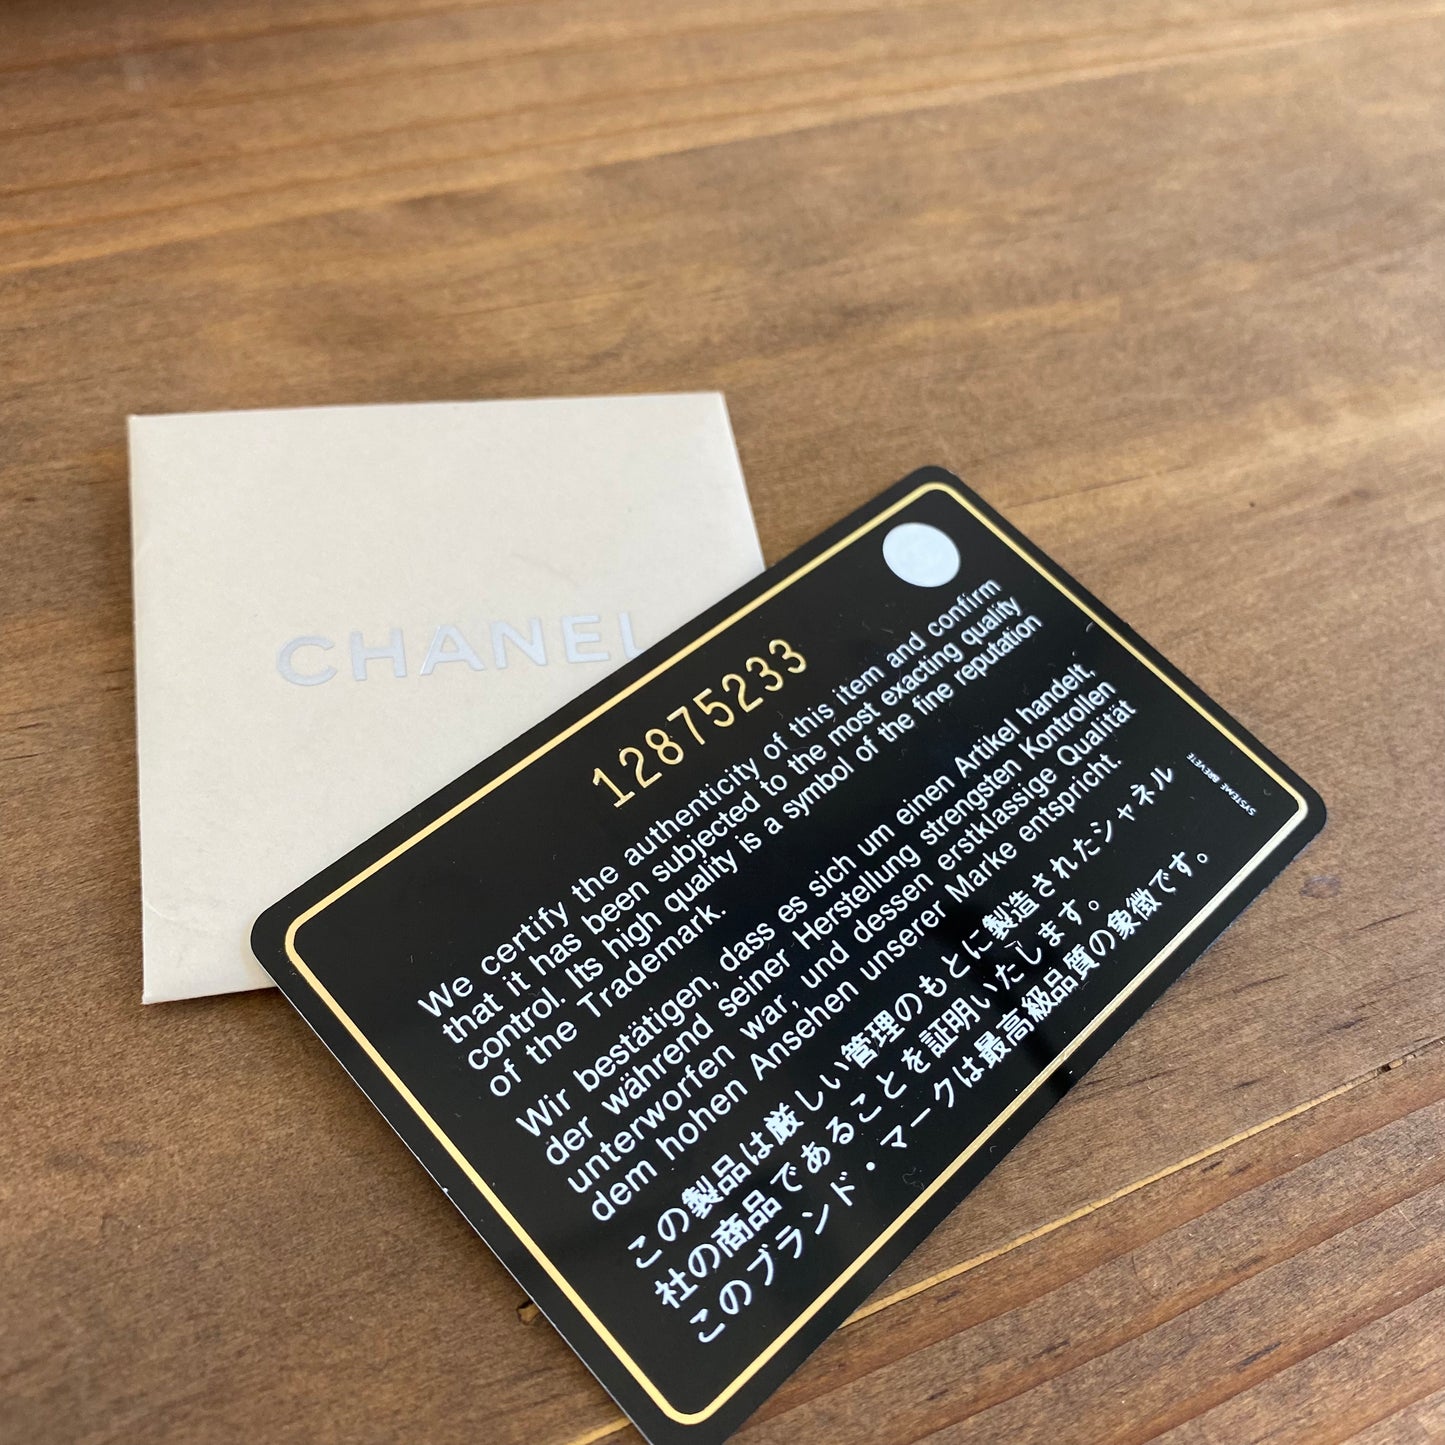 CHANEL
12875233
We certify the authenticity of this item and confirm
that it has been subjected to the most exacting quality
control. Its high quality is a symbol of the fine reputation
of the Trademark.
Wir bestätigen, dass es sich um einen Artikel handelt,
der während seiner Herstellung strengsten Kontrollen
unterworfen war, und dessen erstklassige Qualität
dem hohen Ansehen unserer Marke entspricht.
この製品は厳しい管理のもとに製造されたシャネル
社の商品であることを証明いたします。
このブランド・マークは最高級品質の象徴です。
SYSTEME BREVETE